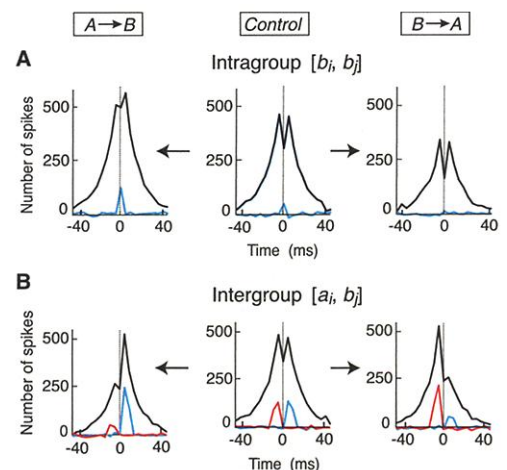 A→B Control B→A
A Intragroup [bᵢ, bⱼ]
Number of spikes
500 500 500
250 250 250
0 0 0
-40 0 40 -40 0 40 -40 0 40
Time (ms)
B Intergroup [aᵢ, bⱼ]
Number of spikes
500 500 500
250 250 250
0 0 0
-40 0 40 -40 0 40 -40 0 40
Time (ms)